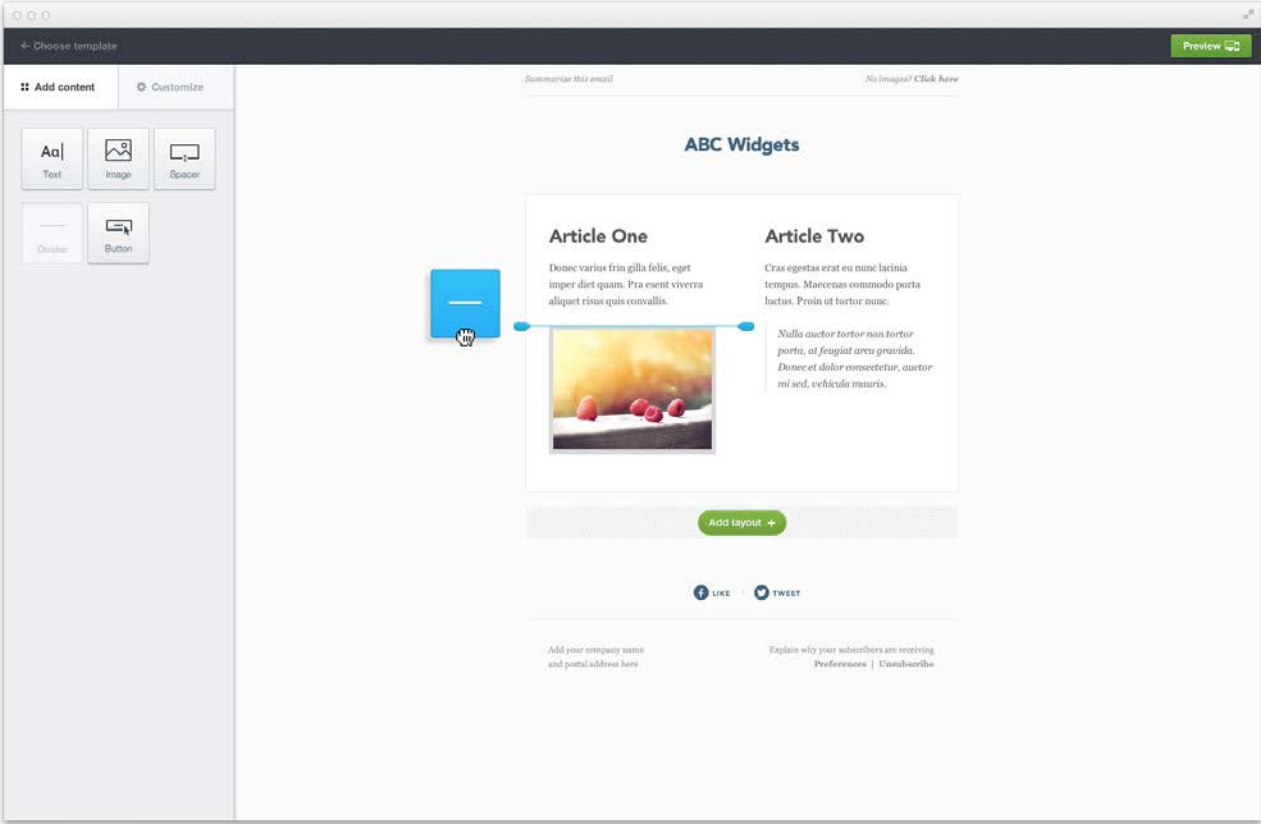 ← Choose template
Preview
Add content
Customize
Aa
Text
Image
Spacer
Divider
Button
Summarise this email
No images? Click here
ABC Widgets
Article One
Donec varius frin gilla felis, eget
imper diet quam. Pra esent viverra
aliquet risus quis convallis.
Article Two
Cras egestas erat eu nunc lacinia
tempus. Maecenas commodo porta
luctus. Proin ut tortor nunc.
Nulla auctor tortor non tortor
porta, at feugiat arcu gravida.
Donec et dolor consectetur, auctor
mi sed, vehicula mauris.
Add layout +
LIKE
TWEET
Add your company name
and postal address here
Explain why your subscribers are receiving
Preferences | Unsubscribe